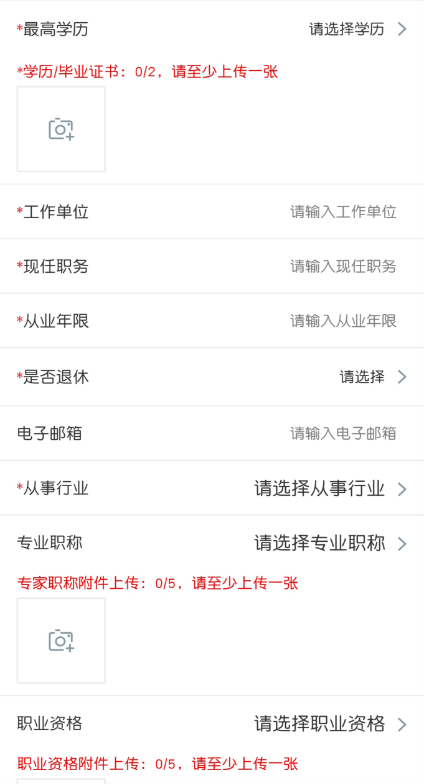 *最高学历 请选择学历
*学历/毕业证书：0/2，请至少上传一张
*工作单位 请输入工作单位
*现任职务 请输入现任职务
*从业年限 请输入从业年限
*是否退休 请选择
电子邮箱 请输入电子邮箱
*从事行业 请选择从事行业
专业职称 请选择专业职称
专家职称附件上传：0/5，请至少上传一张
职业资格 请选择职业资格
职业资格附件上传：0/5，请至少上传一张